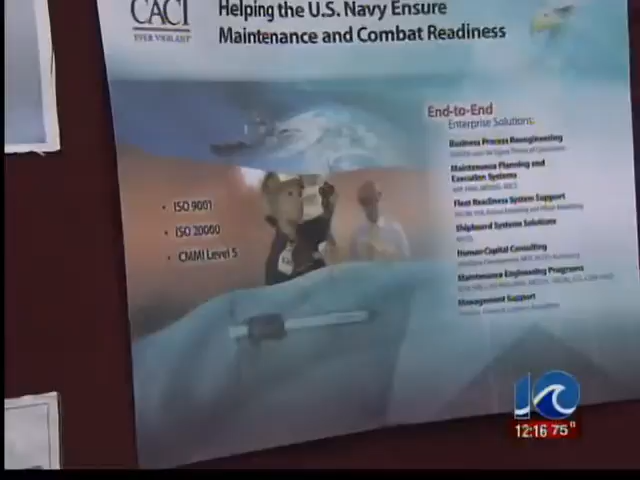 CACI
EVER VIGILANT
Helping the U.S. Navy Ensure
Maintenance and Combat Readiness
End-to-End
Enterprise Solutions:
Business Process Reengineering
Maintenance Planning and
Execution Systems
Fleet Readiness System Support
Shipboard Systems Solutions
Human Capital Consulting
Maintenance Engineering Programs
Management Support
• ISO 9001
• ISO 20000
• CMMI Level 5
10
12:16 75°